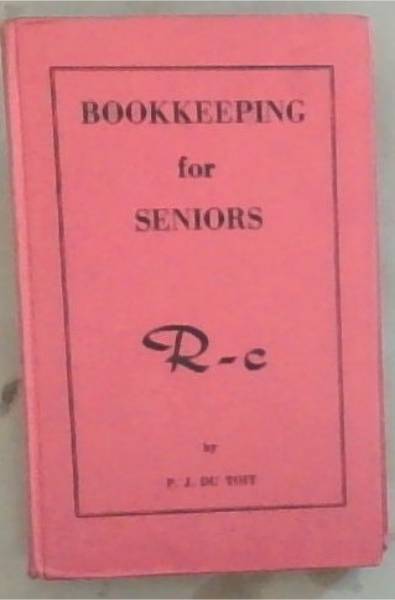 BOOKKEEPING
for
SENIORS
R-c
by
P. J. DU TOIT